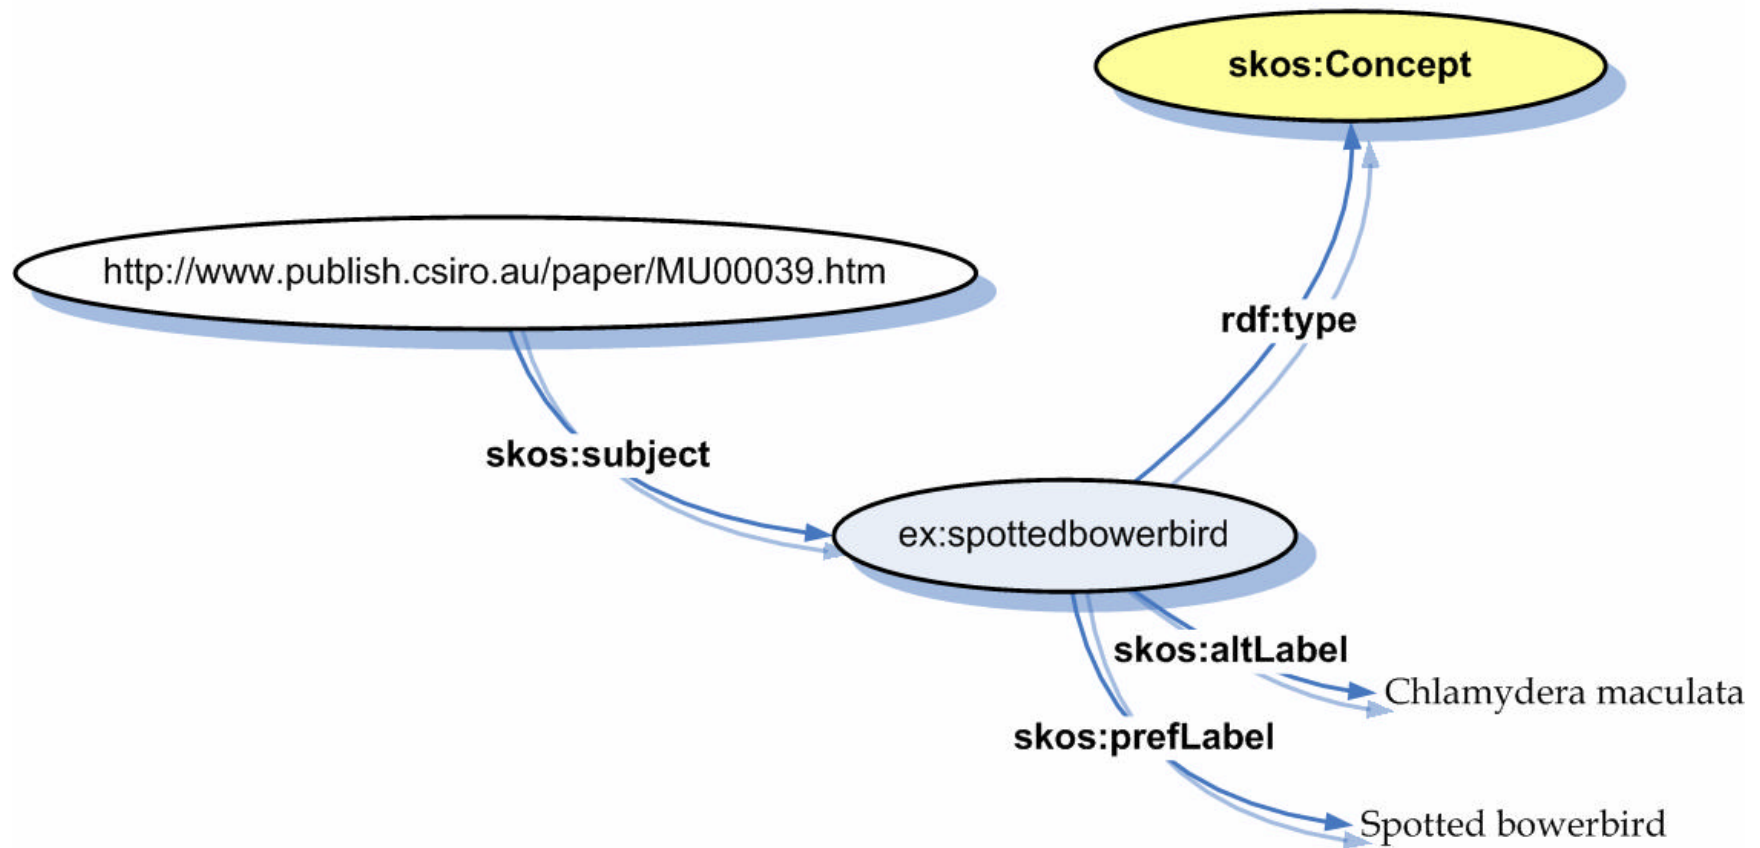 skos:Concept
http://www.publish.csiro.au/paper/MU00039.htm
rdf:type
skos:subject
ex:spottedbowerbird
skos:altLabel
Chlamydera maculata
skos:prefLabel
Spotted bowerbird